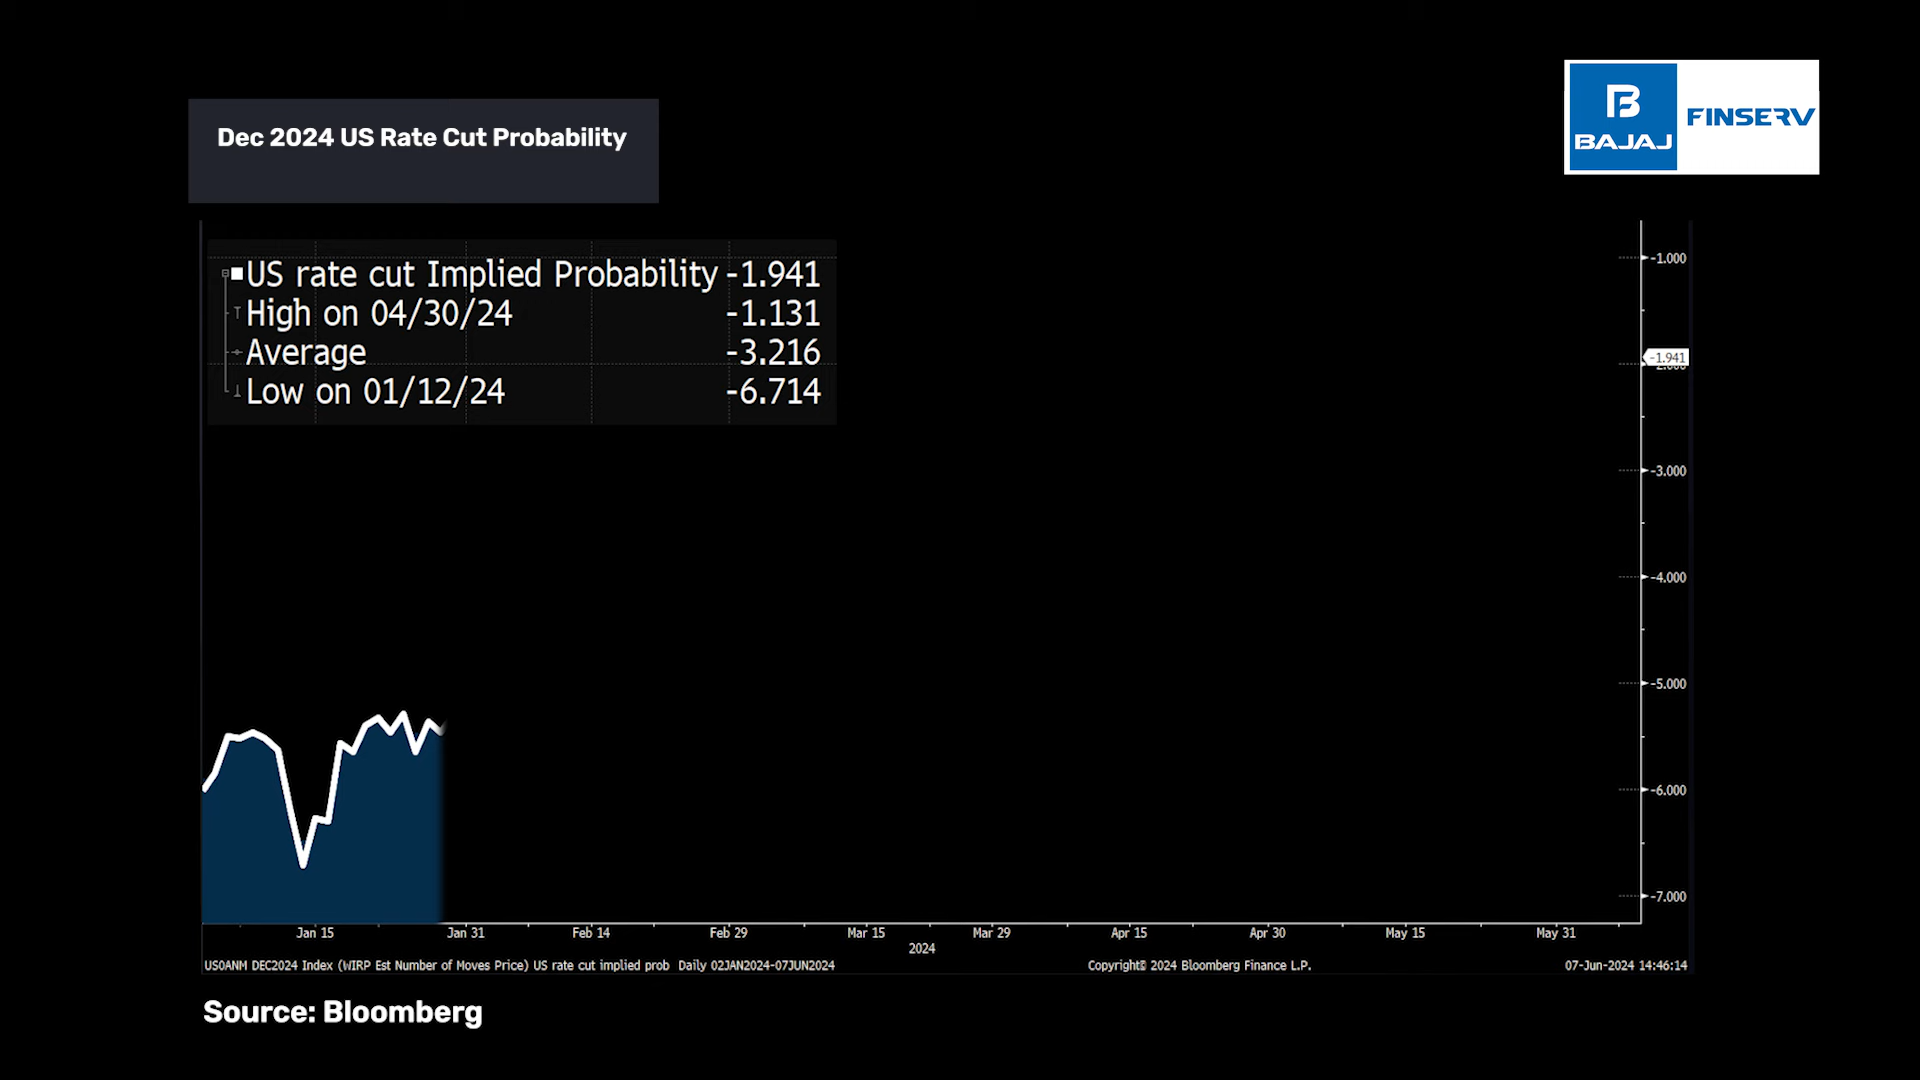 Dec 2024 US Rate Cut Probability
B
BAJAJ
FINSERV
US rate cut Implied Probability -1.941
High on 04/30/24 -1.131
Average -3.216
Low on 01/12/24 -6.714
-1.000
-1.941
-2.000
-3.000
-4.000
-5.000
-6.000
-7.000
Jan 15 Jan 31 Feb 14 Feb 29 Mar 15 Mar 29 Apr 15 Apr 30 May 15 May 31
2024
US0ANM DEC2024 Index (WIRP Est Number of Moves Price) US rate cut implied prob Daily 02JAN2024-07JUN2024 Copyright© 2024 Bloomberg Finance L.P. 07-Jun-2024 14:46:14
Source: Bloomberg